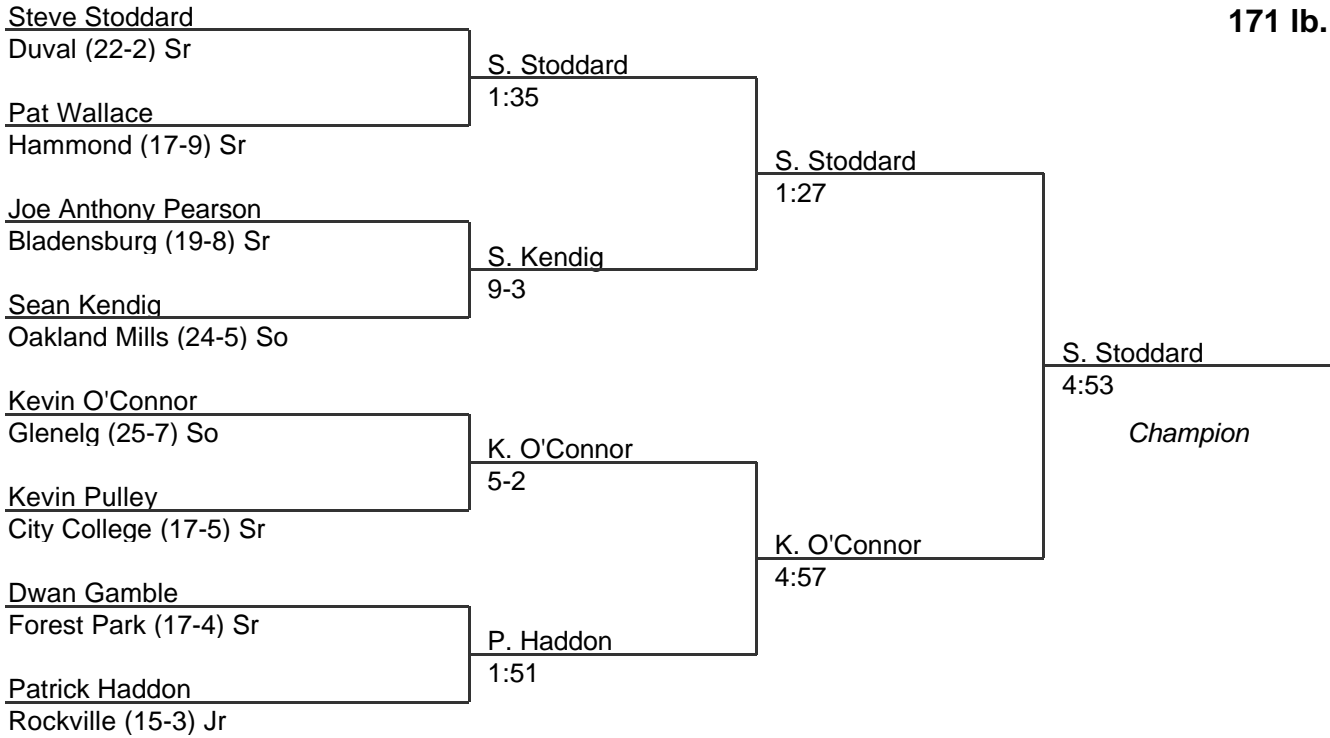 171 lb.
Steve Stoddard
Duval (22-2) Sr
S. Stoddard
1:35
Pat Wallace
Hammond (17-9) Sr
S. Stoddard
1:27
Joe Anthony Pearson
Bladensburg (19-8) Sr
S. Kendig
9-3
Sean Kendig
Oakland Mills (24-5) So
S. Stoddard
4:53
Champion
Kevin O'Connor
Glenelg (25-7) So
K. O'Connor
5-2
Kevin Pulley
City College (17-5) Sr
K. O'Connor
4:57
Dwan Gamble
Forest Park (17-4) Sr
P. Haddon
1:51
Patrick Haddon
Rockville (15-3) Jr